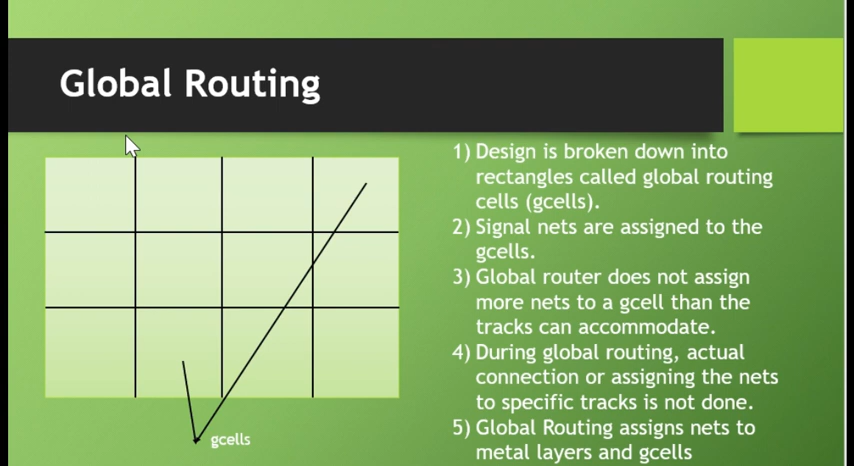 Global Routing
1) Design is broken down into
rectangles called global routing
cells (gcells).
2) Signal nets are assigned to the
gcells.
3) Global router does not assign
more nets to a gcell than the
tracks can accommodate.
4) During global routing, actual
connection or assigning the nets
to specific tracks is not done.
5) Global Routing assigns nets to
metal layers and gcells
gcells